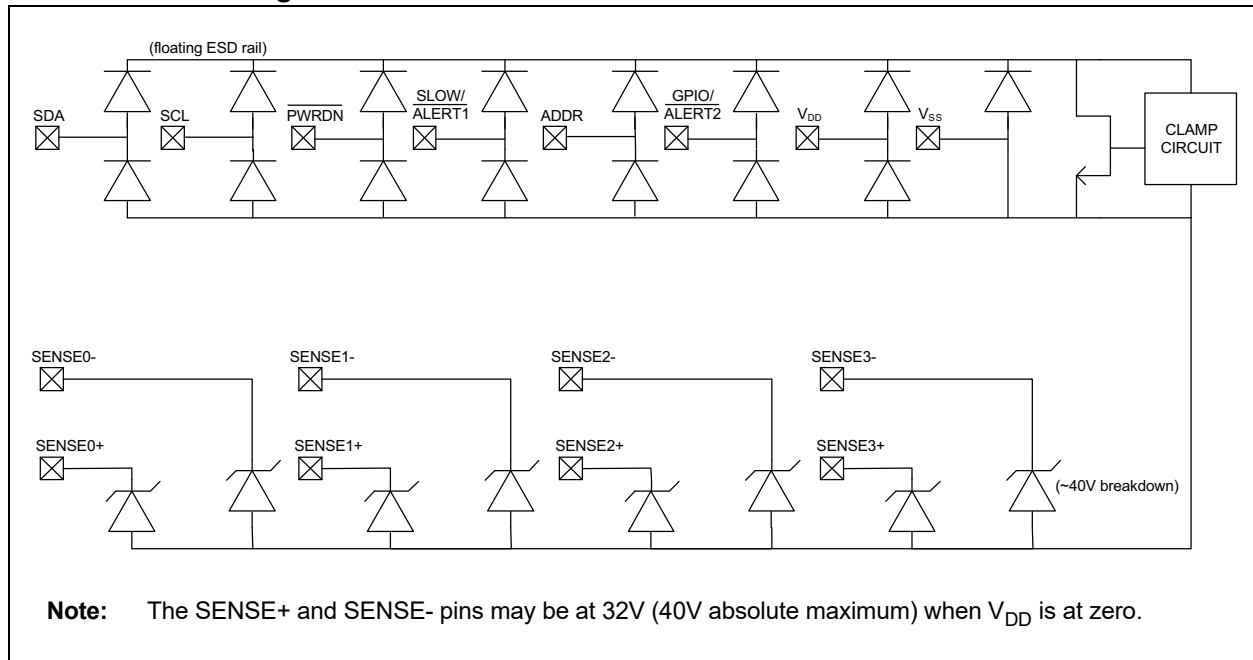 (floating ESD rail)
SDA
SCL
PWRDN
SLOW/
ALERT1
ADDR
GPIO/
ALERT2
VDD
VSS
CLAMP
CIRCUIT
SENSE0-
SENSE1-
SENSE2-
SENSE3-
SENSE0+
SENSE1+
SENSE2+
SENSE3+
(~40V breakdown)
Note: The SENSE+ and SENSE- pins may be at 32V (40V absolute maximum) when VDD is at zero.